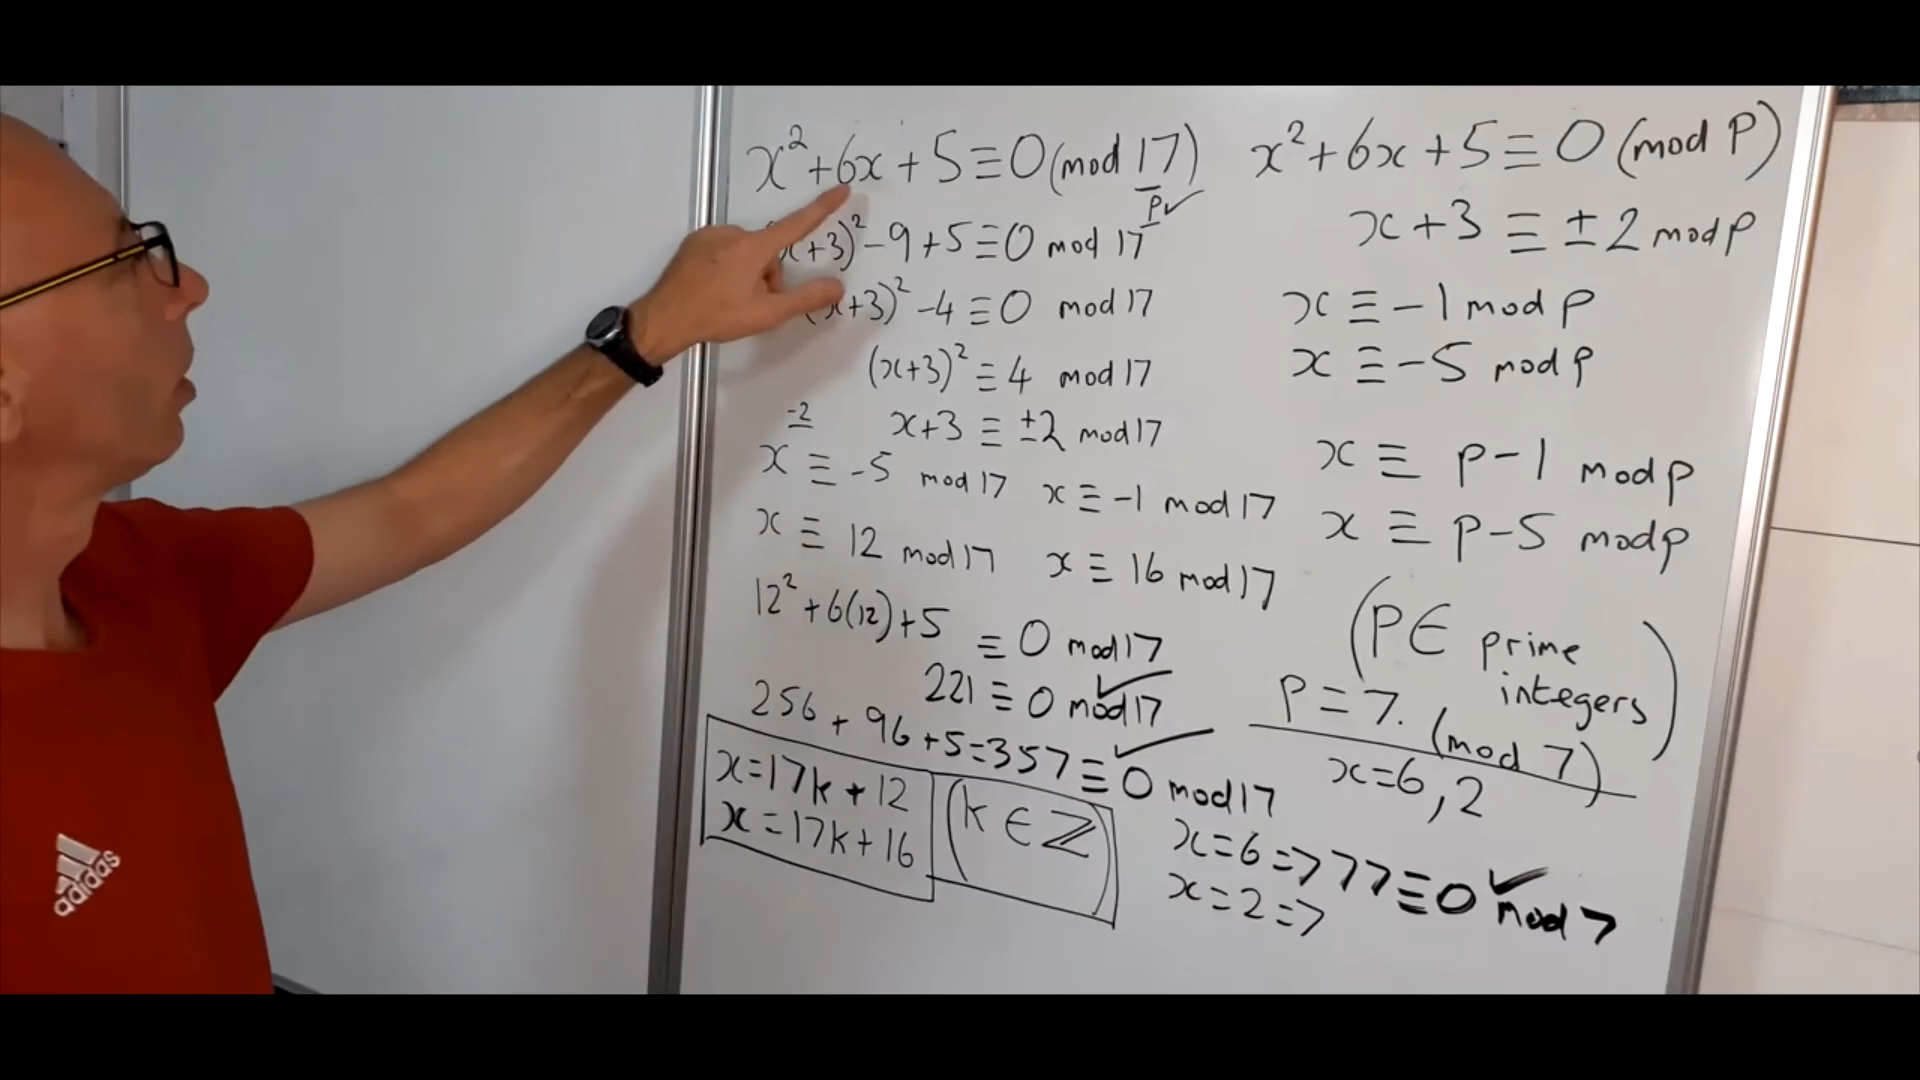 x² + 6x + 5 ≡ 0 (mod 17)
p ✓
(x+3)² - 9 + 5 ≡ 0 mod 17
(x+3)² - 4 ≡ 0 mod 17
(x+3)² ≡ 4 mod 17
-2
x+3 ≡ ±2 mod 17
x ≡ -5 mod 17 x ≡ -1 mod 17
x ≡ 12 mod 17 x ≡ 16 mod 17
12² + 6(12) + 5 ≡ 0 mod 17
221 ≡ 0 mod 17 ✓
256 + 96 + 5 = 357 ≡ 0 mod 17 ✓
x = 17k + 12
x = 17k + 16
(k ∈ ℤ)
x² + 6x + 5 ≡ 0 (mod P)
x + 3 ≡ ±2 mod p
x ≡ -1 mod p
x ≡ -5 mod p
x ≡ p-1 mod p
x ≡ p-5 mod p
(P ∈ prime
integers)
P = 7. (mod 7)
x = 6, 2
x = 6 => 77 ≡ 0 mod 7 ✓
x = 2 =>
adidas